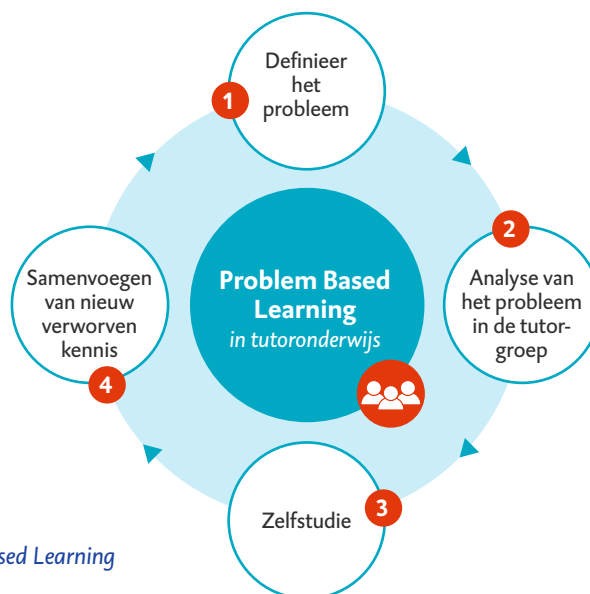 Definieer
het
probleem
1
2
Analyse van
het probleem
in de tutor-
groep
Problem Based
Learning
in tutoronderwijs
Samenvoegen
van nieuw
verworven
kennis
4
3
Zelfstudie
sed Learning